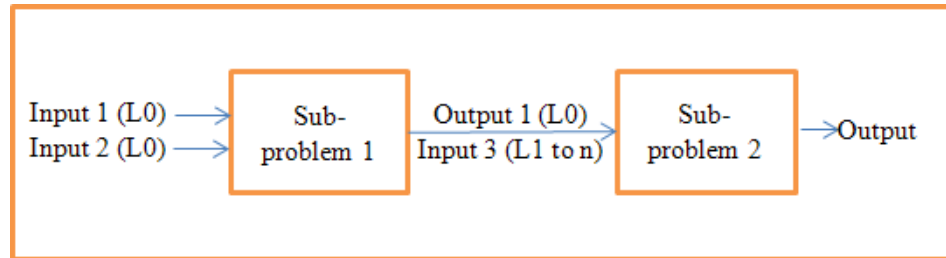 Input 1 (L0)
Input 2 (L0)
Sub-
problem 1
Output 1 (L0)
Input 3 (L1 to n)
Sub-
problem 2
Output